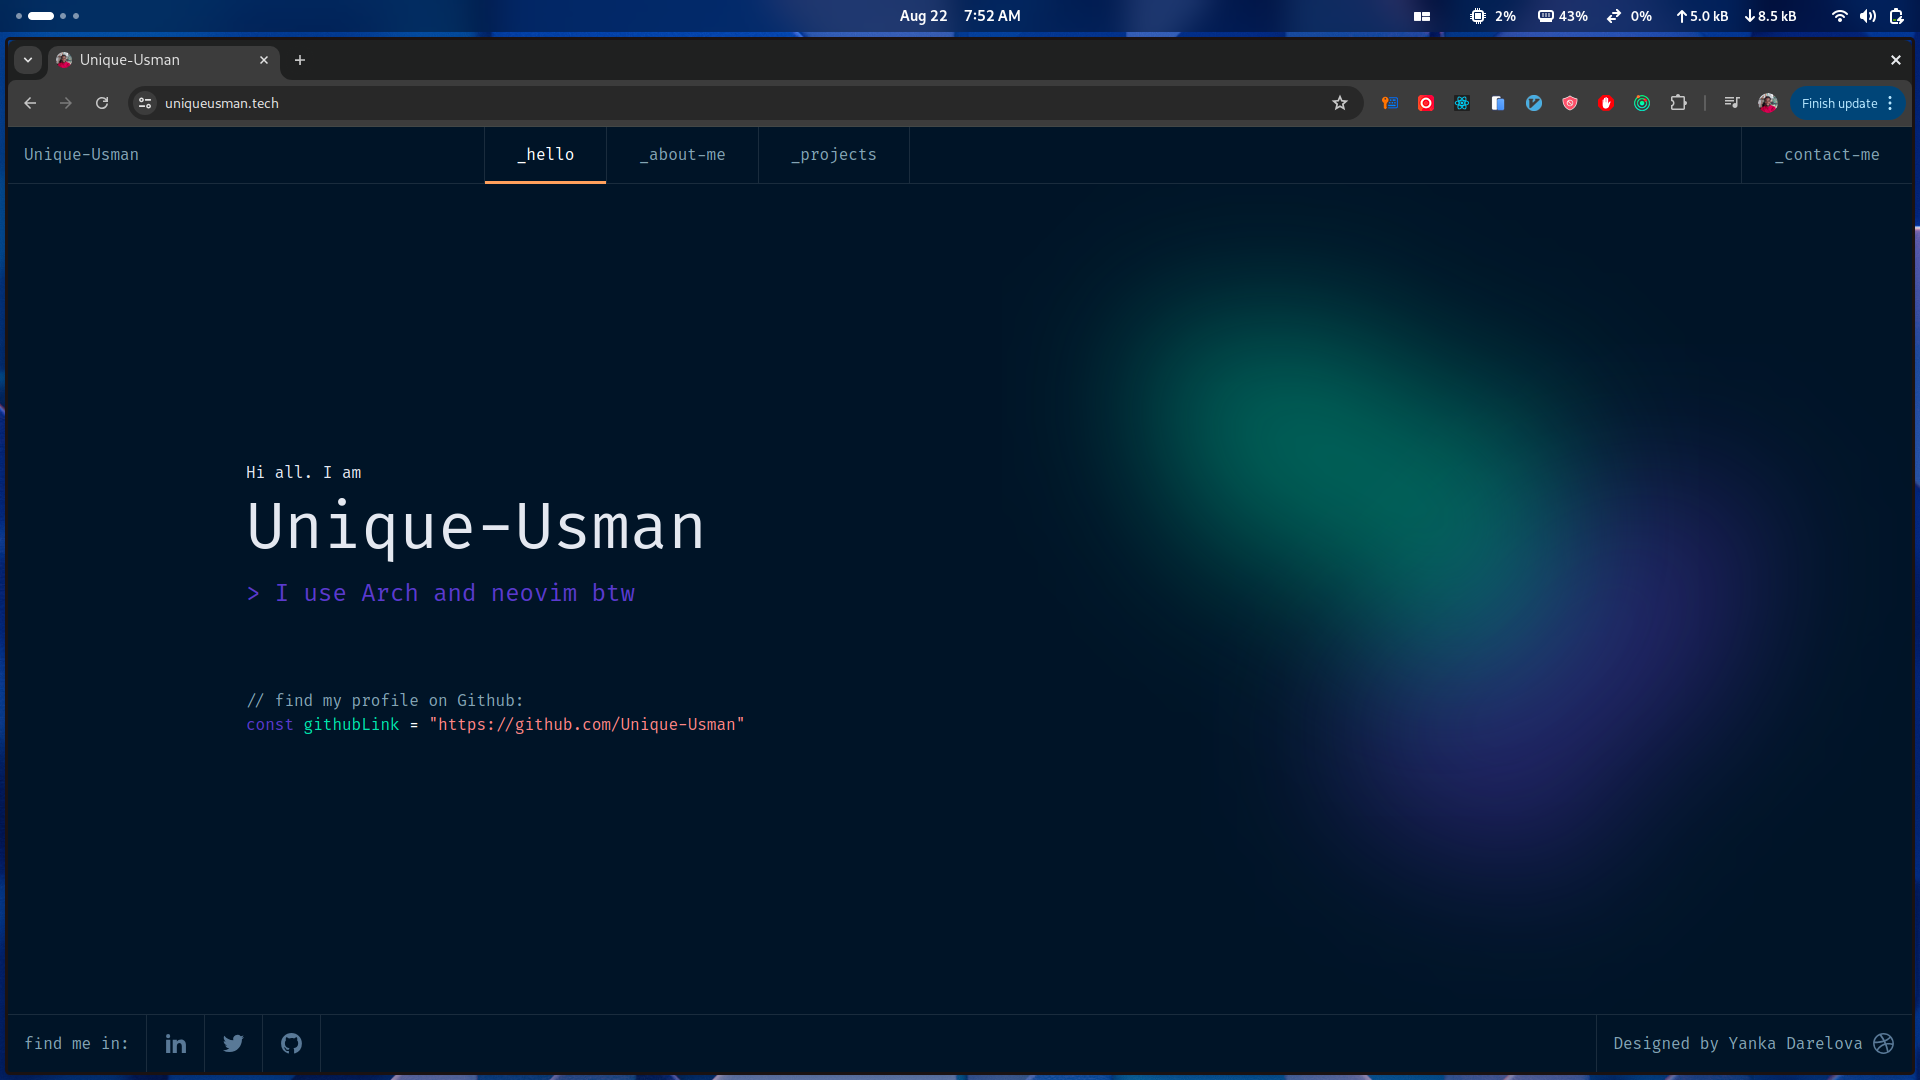 Aug 22 7:52 AM
2% 43% 0% 5.0 kB 8.5 kB
Unique-Usman
uniqueusman.tech
Finish update
Unique-Usman _hello _about-me _projects _contact-me
Hi all. I am
Unique-Usman
> I use Arch and neovim btw
// find my profile on Github:
const githubLink = "https://github.com/Unique-Usman"
find me in: in
Designed by Yanka Darelova